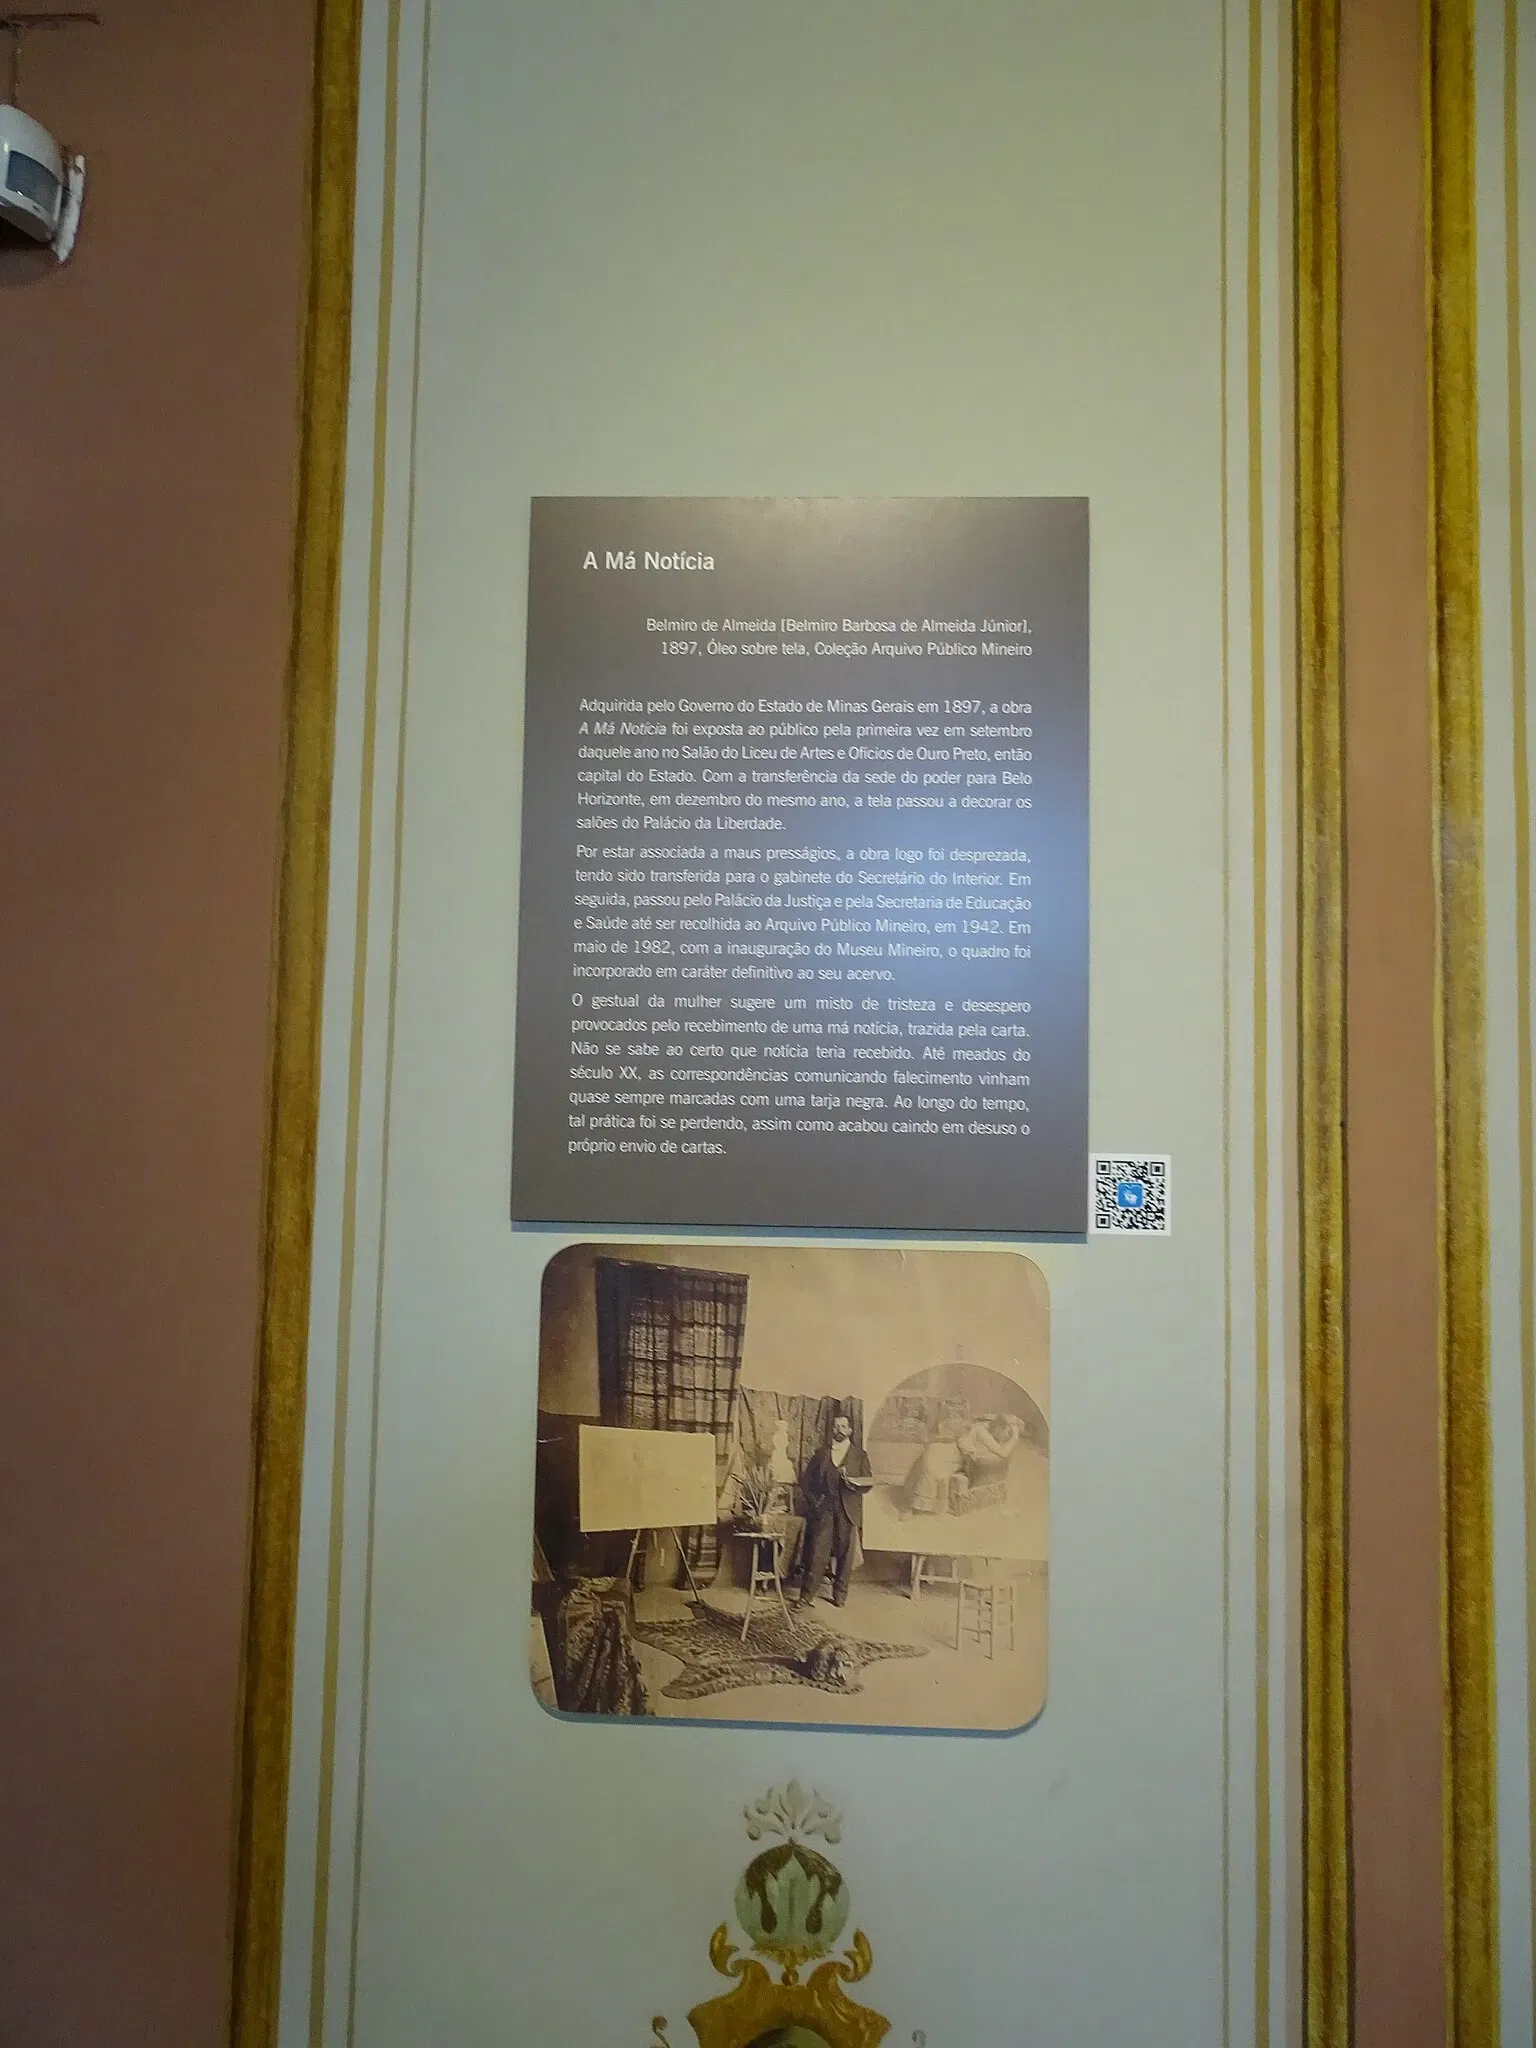 A Má Notícia
Belmiro de Almeida [Belmiro Barbosa de Almeida Júnior],
1897, Óleo sobre tela, Coleção Arquivo Público Mineiro
Adquirida pelo Governo do Estado de Minas Gerais em 1897, a obra
A Má Notícia foi exposta ao público pela primeira vez em setembro
daquele ano no Salão do Liceu de Artes e Ofícios de Ouro Preto, então
capital do Estado. Com a transferência da sede do poder para Belo
Horizonte, em dezembro do mesmo ano, a tela passou a decorar os
salões do Palácio da Liberdade.
Por estar associada a maus presságios, a obra logo foi desprezada,
tendo sido transferida para o gabinete do Secretário do Interior. Em
seguida, passou pelo Palácio da Justiça e pela Secretaria de Educação
e Saúde até ser recolhida ao Arquivo Público Mineiro, em 1942. Em
maio de 1982, com a inauguração do Museu Mineiro, o quadro foi
incorporado em caráter definitivo ao seu acervo.
O gestual da mulher sugere um misto de tristeza e desespero
provocados pelo recebimento de uma má notícia, trazida pela carta.
Não se sabe ao certo que notícia teria recebido. Até meados do
século XX, as correspondências comunicando falecimento vinham
quase sempre marcadas com uma tarja negra. Ao longo do tempo,
tal prática foi se perdendo, assim como acabou caindo em desuso o
próprio envio de cartas.